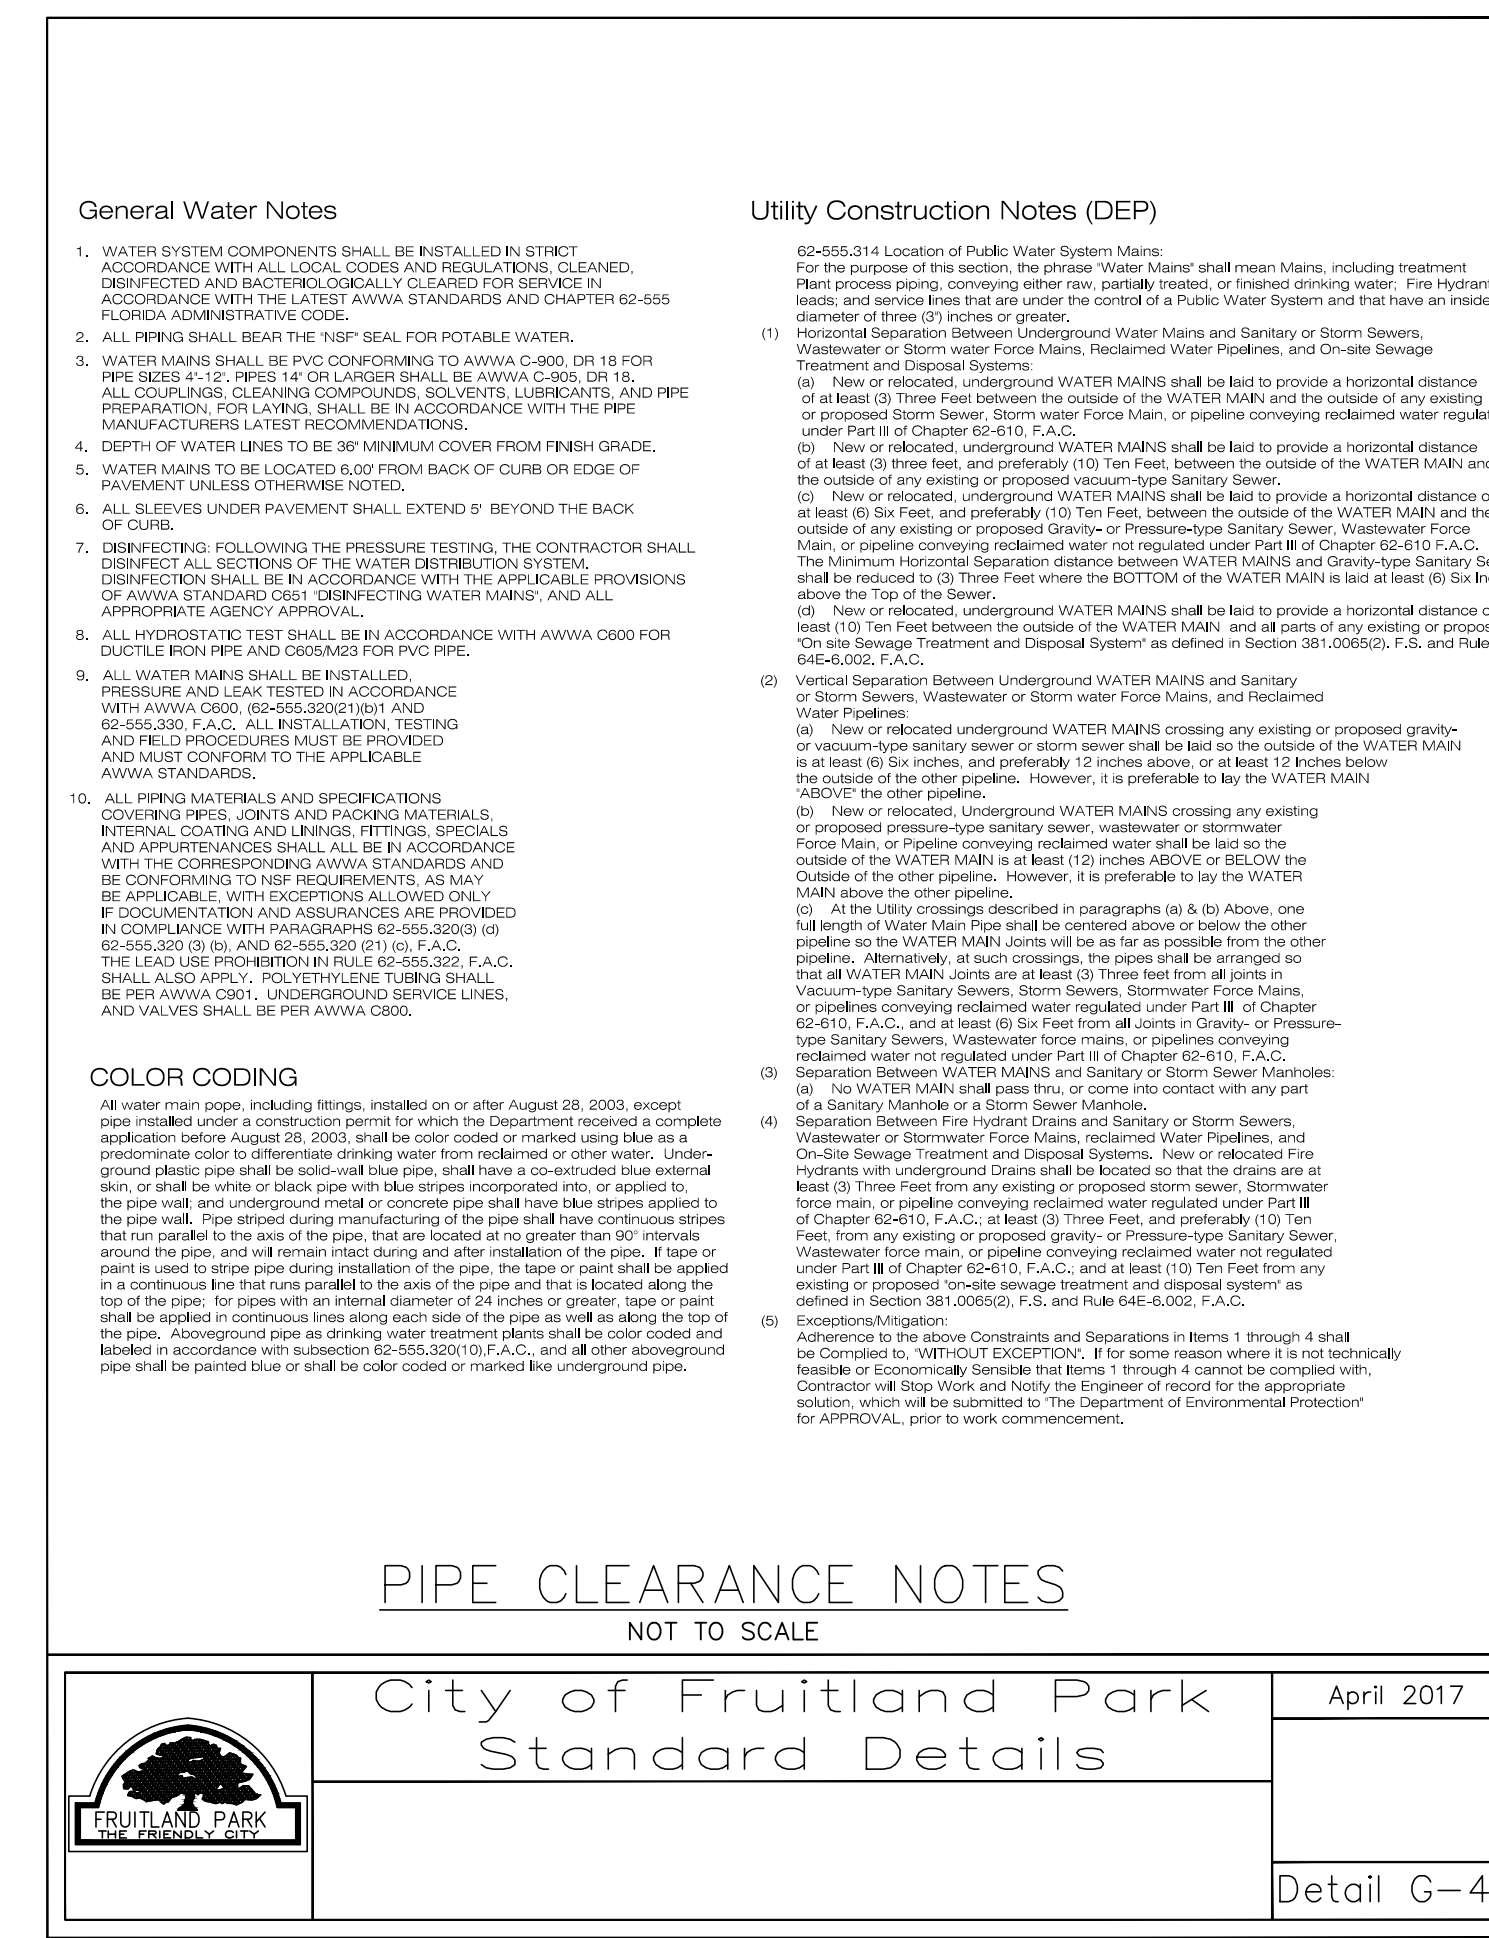 General Water Notes
1. WATER SYSTEM COMPONENTS SHALL BE INSTALLED IN STRICT
ACCORDANCE WITH ALL LOCAL CODES AND REGULATIONS, CLEANED,
DISINFECTED AND BACTERIOLOGICALLY CLEARED FOR SERVICE IN
ACCORDANCE WITH THE LATEST AWWA STANDARDS AND CHAPTER 62-555
FLORIDA ADMINISTRATIVE CODE.
2. ALL PIPING SHALL BEAR THE "NSF" SEAL FOR POTABLE WATER.
3. WATER MAINS SHALL BE PVC CONFORMING TO AWWA C-900, DR 18 FOR
PIPE SIZES 4"-12". PIPES 14" OR LARGER SHALL BE AWWA C-905, DR 18.
ALL COUPLINGS, CLEANING COMPOUNDS, SOLVENTS, LUBRICANTS, AND PIPE
PREPARATION, FOR LAYING, SHALL BE IN ACCORDANCE WITH THE PIPE
MANUFACTURERS LATEST RECOMMENDATIONS.
4. DEPTH OF WATER LINES TO BE 36" MINIMUM COVER FROM FINISH GRADE.
5. WATER MAINS TO BE LOCATED 6.00' FROM BACK OF CURB OR EDGE OF
PAVEMENT UNLESS OTHERWISE NOTED.
6. ALL SLEEVES UNDER PAVEMENT SHALL EXTEND 5' BEYOND THE BACK
OF CURB.
7. DISINFECTING: FOLLOWING THE PRESSURE TESTING, THE CONTRACTOR SHALL
DISINFECT ALL SECTIONS OF THE WATER DISTRIBUTION SYSTEM.
DISINFECTION SHALL BE IN ACCORDANCE WITH THE APPLICABLE PROVISIONS
OF AWWA STANDARD C651 "DISINFECTING WATER MAINS", AND ALL
APPROPRIATE AGENCY APPROVAL.
8. ALL HYDROSTATIC TEST SHALL BE IN ACCORDANCE WITH AWWA C600 FOR
DUCTILE IRON PIPE AND C605/M23 FOR PVC PIPE.
9. ALL WATER MAINS SHALL BE INSTALLED,
PRESSURE AND LEAK TESTED IN ACCORDANCE
WITH AWWA C600, (62-555.320(21)(b)1 AND
62-555.330, F.A.C. ALL INSTALLATION, TESTING
AND FIELD PROCEDURES MUST BE PROVIDED
AND MUST CONFORM TO THE APPLICABLE
AWWA STANDARDS.
10. ALL PIPING MATERIALS AND SPECIFICATIONS
COVERING PIPES, JOINTS AND PACKING MATERIALS,
INTERNAL COATING AND LININGS, FITTINGS, SPECIALS
AND APPURTENANCES SHALL ALL BE IN ACCORDANCE
WITH THE CORRESPONDING AWWA STANDARDS AND
BE CONFORMING TO NSF REQUIREMENTS, AS MAY
BE APPLICABLE, WITH EXCEPTIONS ALLOWED ONLY
IF DOCUMENTATION AND ASSURANCES ARE PROVIDED
IN COMPLIANCE WITH PARAGRAPHS 62-555.320(3) (d)
62-555.320 (3) (b), AND 62-555.320 (21) (c), F.A.C.
THE LEAD USE PROHIBITION IN RULE 62-555.322, F.A.C.
SHALL ALSO APPLY. POLYETHYLENE TUBING SHALL
BE PER AWWA C901. UNDERGROUND SERVICE LINES,
AND VALVES SHALL BE PER AWWA C800.
COLOR CODING
All water main pope, including fittings, installed on or after August 28, 2003, except
pipe installed under a construction permit for which the Department received a complete
application before August 28, 2003, shall be color coded or marked using blue as a
predominate color to differentiate drinking water from reclaimed or other water. Under-
ground plastic pipe shall be solid-wall blue pipe, shall have a co-extruded blue external
skin, or shall be white or black pipe with blue stripes incorporated into, or applied to,
the pipe wall; and underground metal or concrete pipe shall have blue stripes applied to
the pipe wall. Pipe striped during manufacturing of the pipe shall have continuous stripes
that run parallel to the axis of the pipe, that are located at no greater than 90° intervals
around the pipe, and will remain intact during and after installation of the pipe. If tape or
paint is used to stripe pipe during installation of the pipe, the tape or paint shall be applied
in a continuous line that runs parallel to the axis of the pipe and that is located along the
top of the pipe; for pipes with an internal diameter of 24 inches or greater, tape or paint
shall be applied in continuous lines along each side of the pipe as well as along the top of
the pipe. Aboveground pipe as drinking water treatment plants shall be color coded and
labeled in accordance with subsection 62-555.320(10),F.A.C., and all other aboveground
pipe shall be painted blue or shall be color coded or marked like underground pipe.
Utility Construction Notes (DEP)
62-555.314 Location of Public Water System Mains:
For the purpose of this section, the phrase "Water Mains" shall mean Mains, including treatment
Plant process piping, conveying either raw, partially treated, or finished drinking water; Fire Hydrant
leads; and service lines that are under the control of a Public Water System and that have an inside
diameter of three (3") inches or greater.
(1) Horizontal Separation Between Underground Water Mains and Sanitary or Storm Sewers,
Wastewater or Storm water Force Mains, Reclaimed Water Pipelines, and On-site Sewage
Treatment and Disposal Systems:
(a) New or relocated, underground WATER MAINS shall be laid to provide a horizontal distance
of at least (3) Three Feet between the outside of the WATER MAIN and the outside of any existing
or proposed Storm Sewer, Storm water Force Main, or pipeline conveying reclaimed water regulat
under Part III of Chapter 62-610, F.A.C.
(b) New or relocated, underground WATER MAINS shall be laid to provide a horizontal distance
of at least (3) three feet, and preferably (10) Ten Feet, between the outside of the WATER MAIN and
the outside of any existing or proposed vacuum-type Sanitary Sewer.
(c) New or relocated, underground WATER MAINS shall be laid to provide a horizontal distance o
at least (6) Six Feet, and preferably (10) Ten Feet, between the outside of the WATER MAIN and the
outside of any existing or proposed Gravity- or Pressure-type Sanitary Sewer, Wastewater Force
Main, or pipeline conveying reclaimed water not regulated under Part III of Chapter 62-610 F.A.C.
The Minimum Horizontal Separation distance between WATER MAINS and Gravity-type Sanitary Se
shall be reduced to (3) Three Feet where the BOTTOM of the WATER MAIN is laid at least (6) Six In
above the Top of the Sewer.
(d) New or relocated, underground WATER MAINS shall be laid to provide a horizontal distance o
least (10) Ten Feet between the outside of the WATER MAIN and all parts of any existing or propos
"On site Sewage Treatment and Disposal System" as defined in Section 381.0065(2). F.S. and Rule
64E-6.002. F.A.C.
(2) Vertical Separation Between Underground WATER MAINS and Sanitary
or Storm Sewers, Wastewater or Storm water Force Mains, and Reclaimed
Water Pipelines:
(a) New or relocated underground WATER MAINS crossing any existing or proposed gravity-
or vacuum-type sanitary sewer or storm sewer shall be laid so the outside of the WATER MAIN
is at least (6) Six inches, and preferably 12 inches above, or at least 12 Inches below
the outside of the other pipeline. However, it is preferable to lay the WATER MAIN
"ABOVE" the other pipeline.
(b) New or relocated, Underground WATER MAINS crossing any existing
or proposed pressure-type sanitary sewer, wastewater or stormwater
Force Main, or Pipeline conveying reclaimed water shall be laid so the
outside of the WATER MAIN is at least (12) inches ABOVE or BELOW the
Outside of the other pipeline. However, it is preferable to lay the WATER
MAIN above the other pipeline.
(c) At the Utility crossings described in paragraphs (a) & (b) Above, one
full length of Water Main Pipe shall be centered above or below the other
pipeline so the WATER MAIN Joints will be as far as possible from the other
pipeline. Alternatively, at such crossings, the pipes shall be arranged so
that all WATER MAIN Joints are at least (3) Three feet from all joints in
Vacuum-type Sanitary Sewers, Storm Sewers, Stormwater Force Mains,
or pipelines conveying reclaimed water regulated under Part III of Chapter
62-610, F.A.C., and at least (6) Six Feet from all Joints in Gravity- or Pressure-
type Sanitary Sewers, Wastewater force mains, or pipelines conveying
reclaimed water not regulated under Part III of Chapter 62-610, F.A.C.
(3) Separation Between WATER MAINS and Sanitary or Storm Sewer Manholes:
(a) No WATER MAIN shall pass thru, or come into contact with any part
of a Sanitary Manhole or a Storm Sewer Manhole.
(4) Separation Between Fire Hydrant Drains and Sanitary or Storm Sewers,
Wastewater or Stormwater Force Mains, reclaimed Water Pipelines, and
On-Site Sewage Treatment and Disposal Systems. New or relocated Fire
Hydrants with underground Drains shall be located so that the drains are at
least (3) Three Feet from any existing or proposed storm sewer, Stormwater
force main, or pipeline conveying reclaimed water regulated under Part III
of Chapter 62-610, F.A.C.; at least (3) Three Feet, and preferably (10) Ten
Feet, from any existing or proposed gravity- or Pressure-type Sanitary Sewer,
Wastewater force main, or pipeline conveying reclaimed water not regulated
under Part III of Chapter 62-610, F.A.C.; and at least (10) Ten Feet from any
existing or proposed "on-site sewage treatment and disposal system" as
defined in Section 381.0065(2), F.S. and Rule 64E-6.002, F.A.C.
(5) Exceptions/Mitigation:
Adherence to the above Constraints and Separations in Items 1 through 4 shall
be Complied to, "WITHOUT EXCEPTION". If for some reason where it is not technically
feasible or Economically Sensible that Items 1 through 4 cannot be complied with,
Contractor will Stop Work and Notify the Engineer of record for the appropriate
solution, which will be submitted to "The Department of Environmental Protection"
for APPROVAL, prior to work commencement.
PIPE CLEARANCE NOTES
NOT TO SCALE
City of Fruitland Park
Standard Details
April 2017
FRUITLAND PARK
THE FRIENDLY CITY
Detail G-4